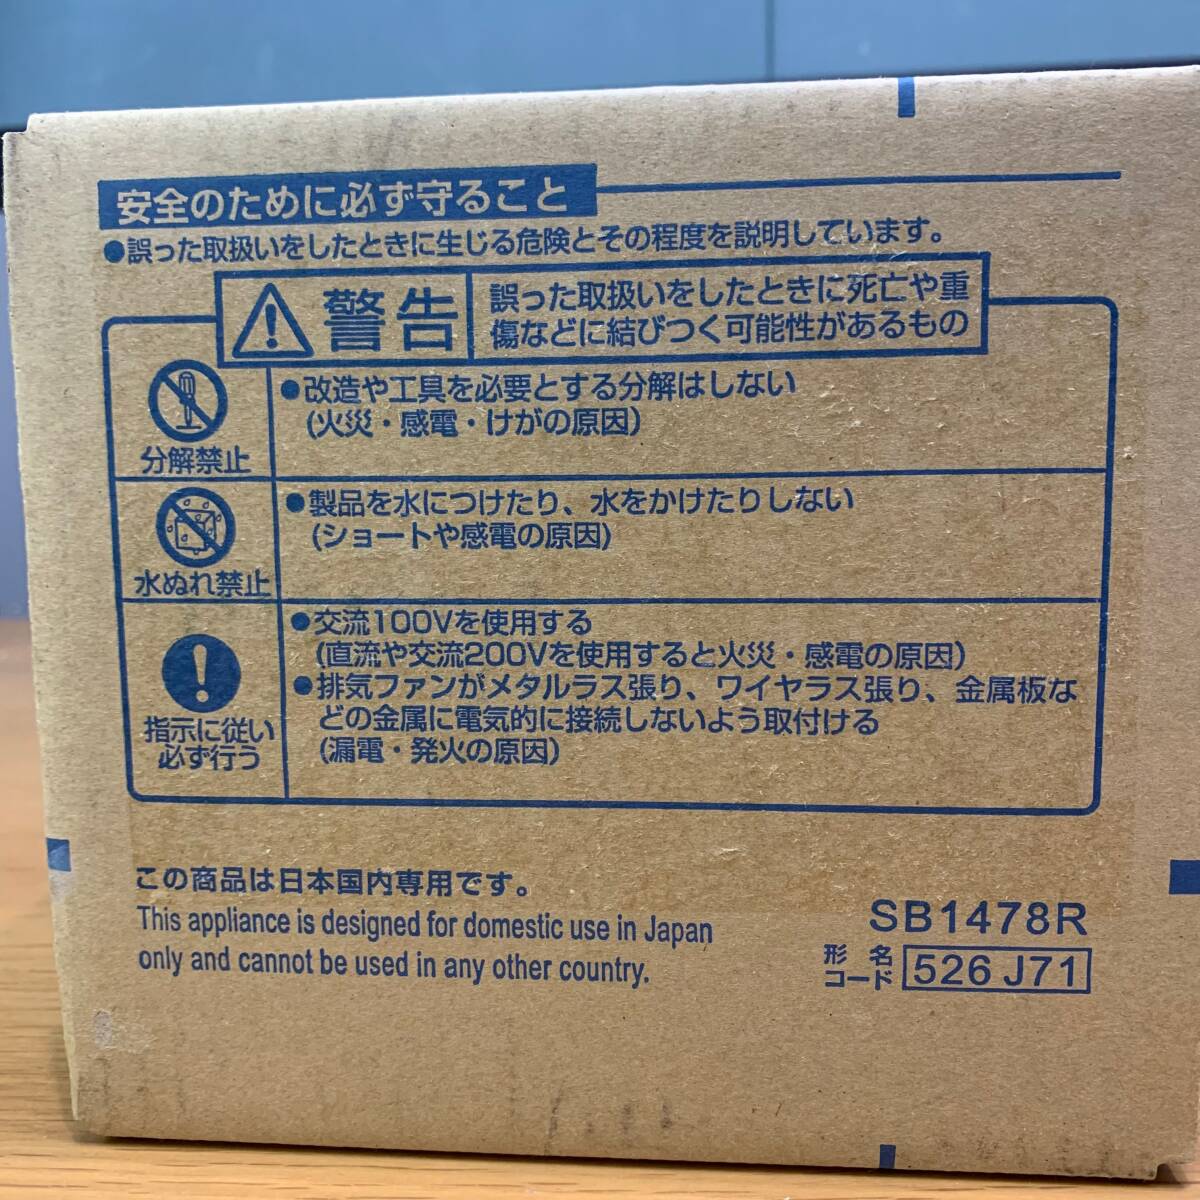 安全のために必ず守ること
●誤った取扱いをしたときに生じる危険とその程度を説明しています。
警告
誤った取扱いをしたときに死亡や重
傷などに結びつく可能性があるもの
分解禁止
●改造や工具を必要とする分解はしない
(火災・感電・けがの原因)
水ぬれ禁止
●製品を水につけたり、水をかけたりしない
(ショートや感電の原因)
指示に従い
必ず行う
●交流100Vを使用する
(直流や交流200Vを使用すると火災・感電の原因)
●排気ファンがメタルラス張り、ワイヤラス張り、金属板な
どの金属に電気的に接続しないよう取付ける
(漏電・発火の原因)
この商品は日本国内専用です。
This appliance is designed for domestic use in Japan
only and cannot be used in any other country.
SB1478R
形名
コード
526 J71